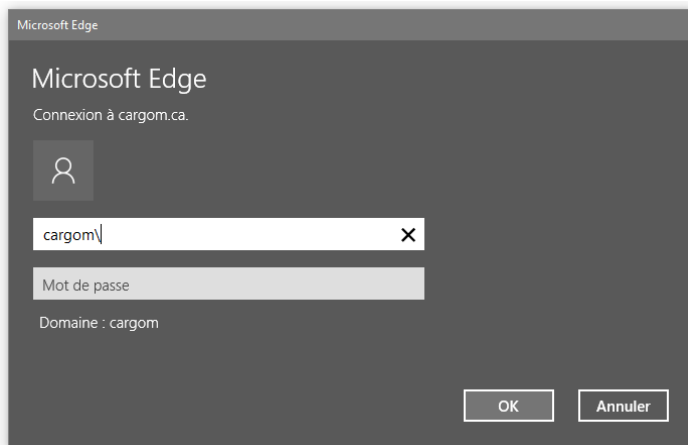 Microsoft Edge
Microsoft Edge
Connexion à cargom.ca.
cargom\
Mot de passe
Domaine : cargom
OK Annuler